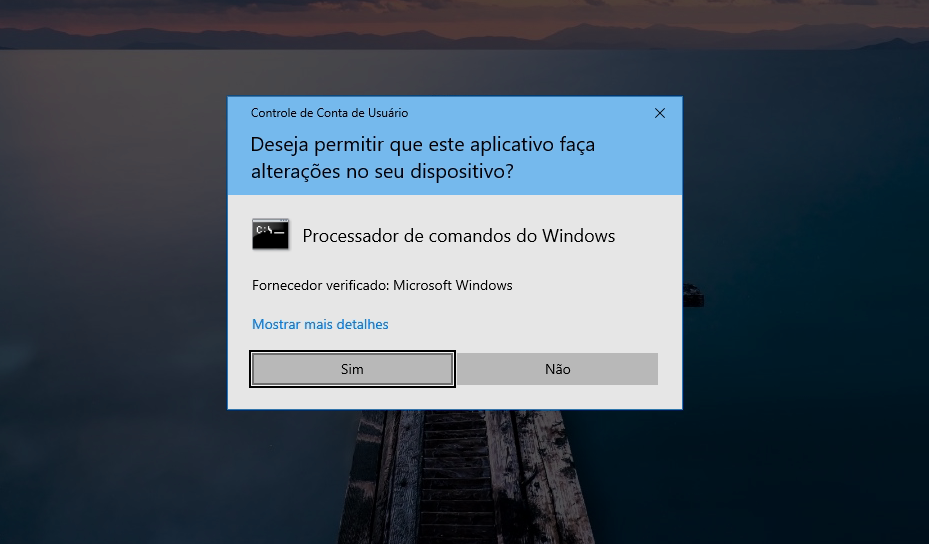 Controle de Conta de Usuário
Deseja permitir que este aplicativo faça
alterações no seu dispositivo?
C:\_
Processador de comandos do Windows
Fornecedor verificado: Microsoft Windows
Mostrar mais detalhes
Sim
Não